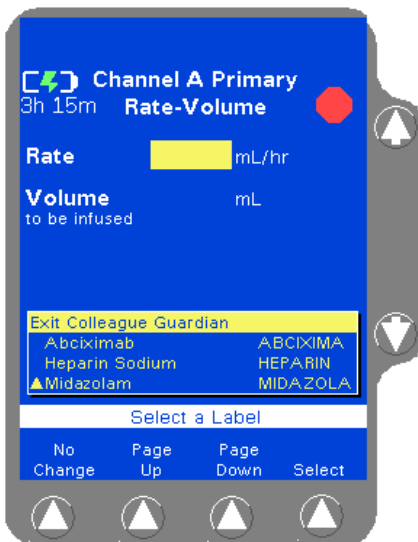 Channel A Primary
3h 15m Rate-Volume
Rate mL/hr
Volume mL
to be infused
Exit Colleague Guardian
Abciximab ABCIXIMA
Heparin Sodium HEPARIN
Midazolam MIDAZOLA
Select a Label
No Change
Page Up
Page Down
Select